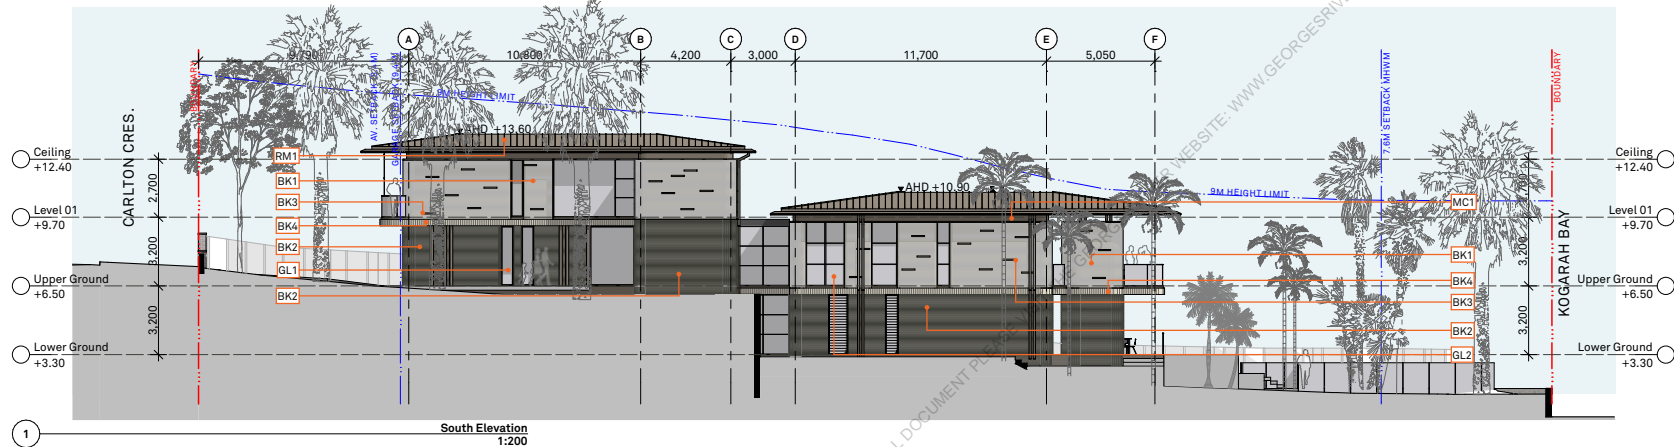 A
B
C
D
E
F
10,800
4,200
3,000
11,700
5,050
BOUNDARY
9M HEIGHT LIMIT
7.6M SETBACK MHWM
BOUNDARY
CARLTON CRES.
KOGARAH BAY
AHD +13.60
AHD +10.90
9M HEIGHT LIMIT
Ceiling
+12.40
Level 01
+9.70
Upper Ground
+6.50
Lower Ground
+3.30
2,700
3,200
3,200
RM1
BK1
BK3
BK4
BK2
GL1
BK2
MC1
BK1
BK4
BK3
BK2
GL2
Ceiling
+12.40
Level 01
+9.70
Upper Ground
+6.50
Lower Ground
+3.30
3,200
3,200
1
South Elevation
1:200